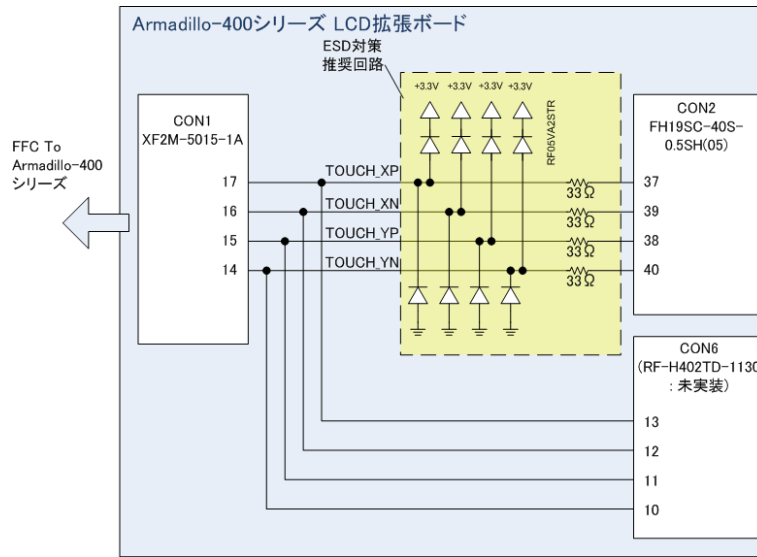 Armadillo-400シリーズ LCD拡張ボード
ESD対策
推奨回路
+3.3V +3.3V +3.3V +3.3V
RF05VA2STR
CON1
XF2M-5015-1A
CON2
FH19SC-40S-
0.5SH(05)
FFC To
Armadillo-400
シリーズ
17 TOUCH_XP 33Ω 37
16 TOUCH_XN 33Ω 39
15 TOUCH_YP 33Ω 38
14 TOUCH_YN 33Ω 40
CON6
(RF-H402TD-1130
: 未実装)
13
12
11
10